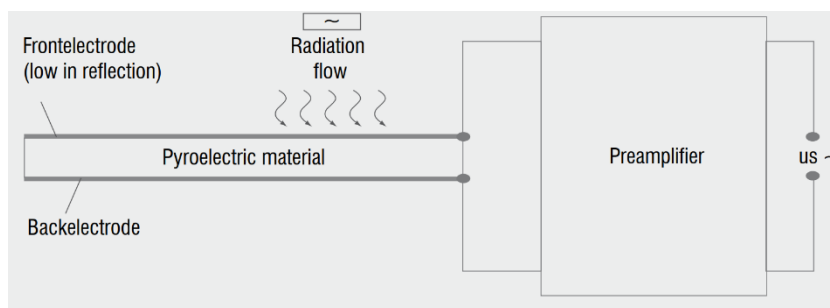 ~
Frontelectrode
(low in reflection)
Radiation
flow
Pyroelectric material
Preamplifier
us ~
Backelectrode